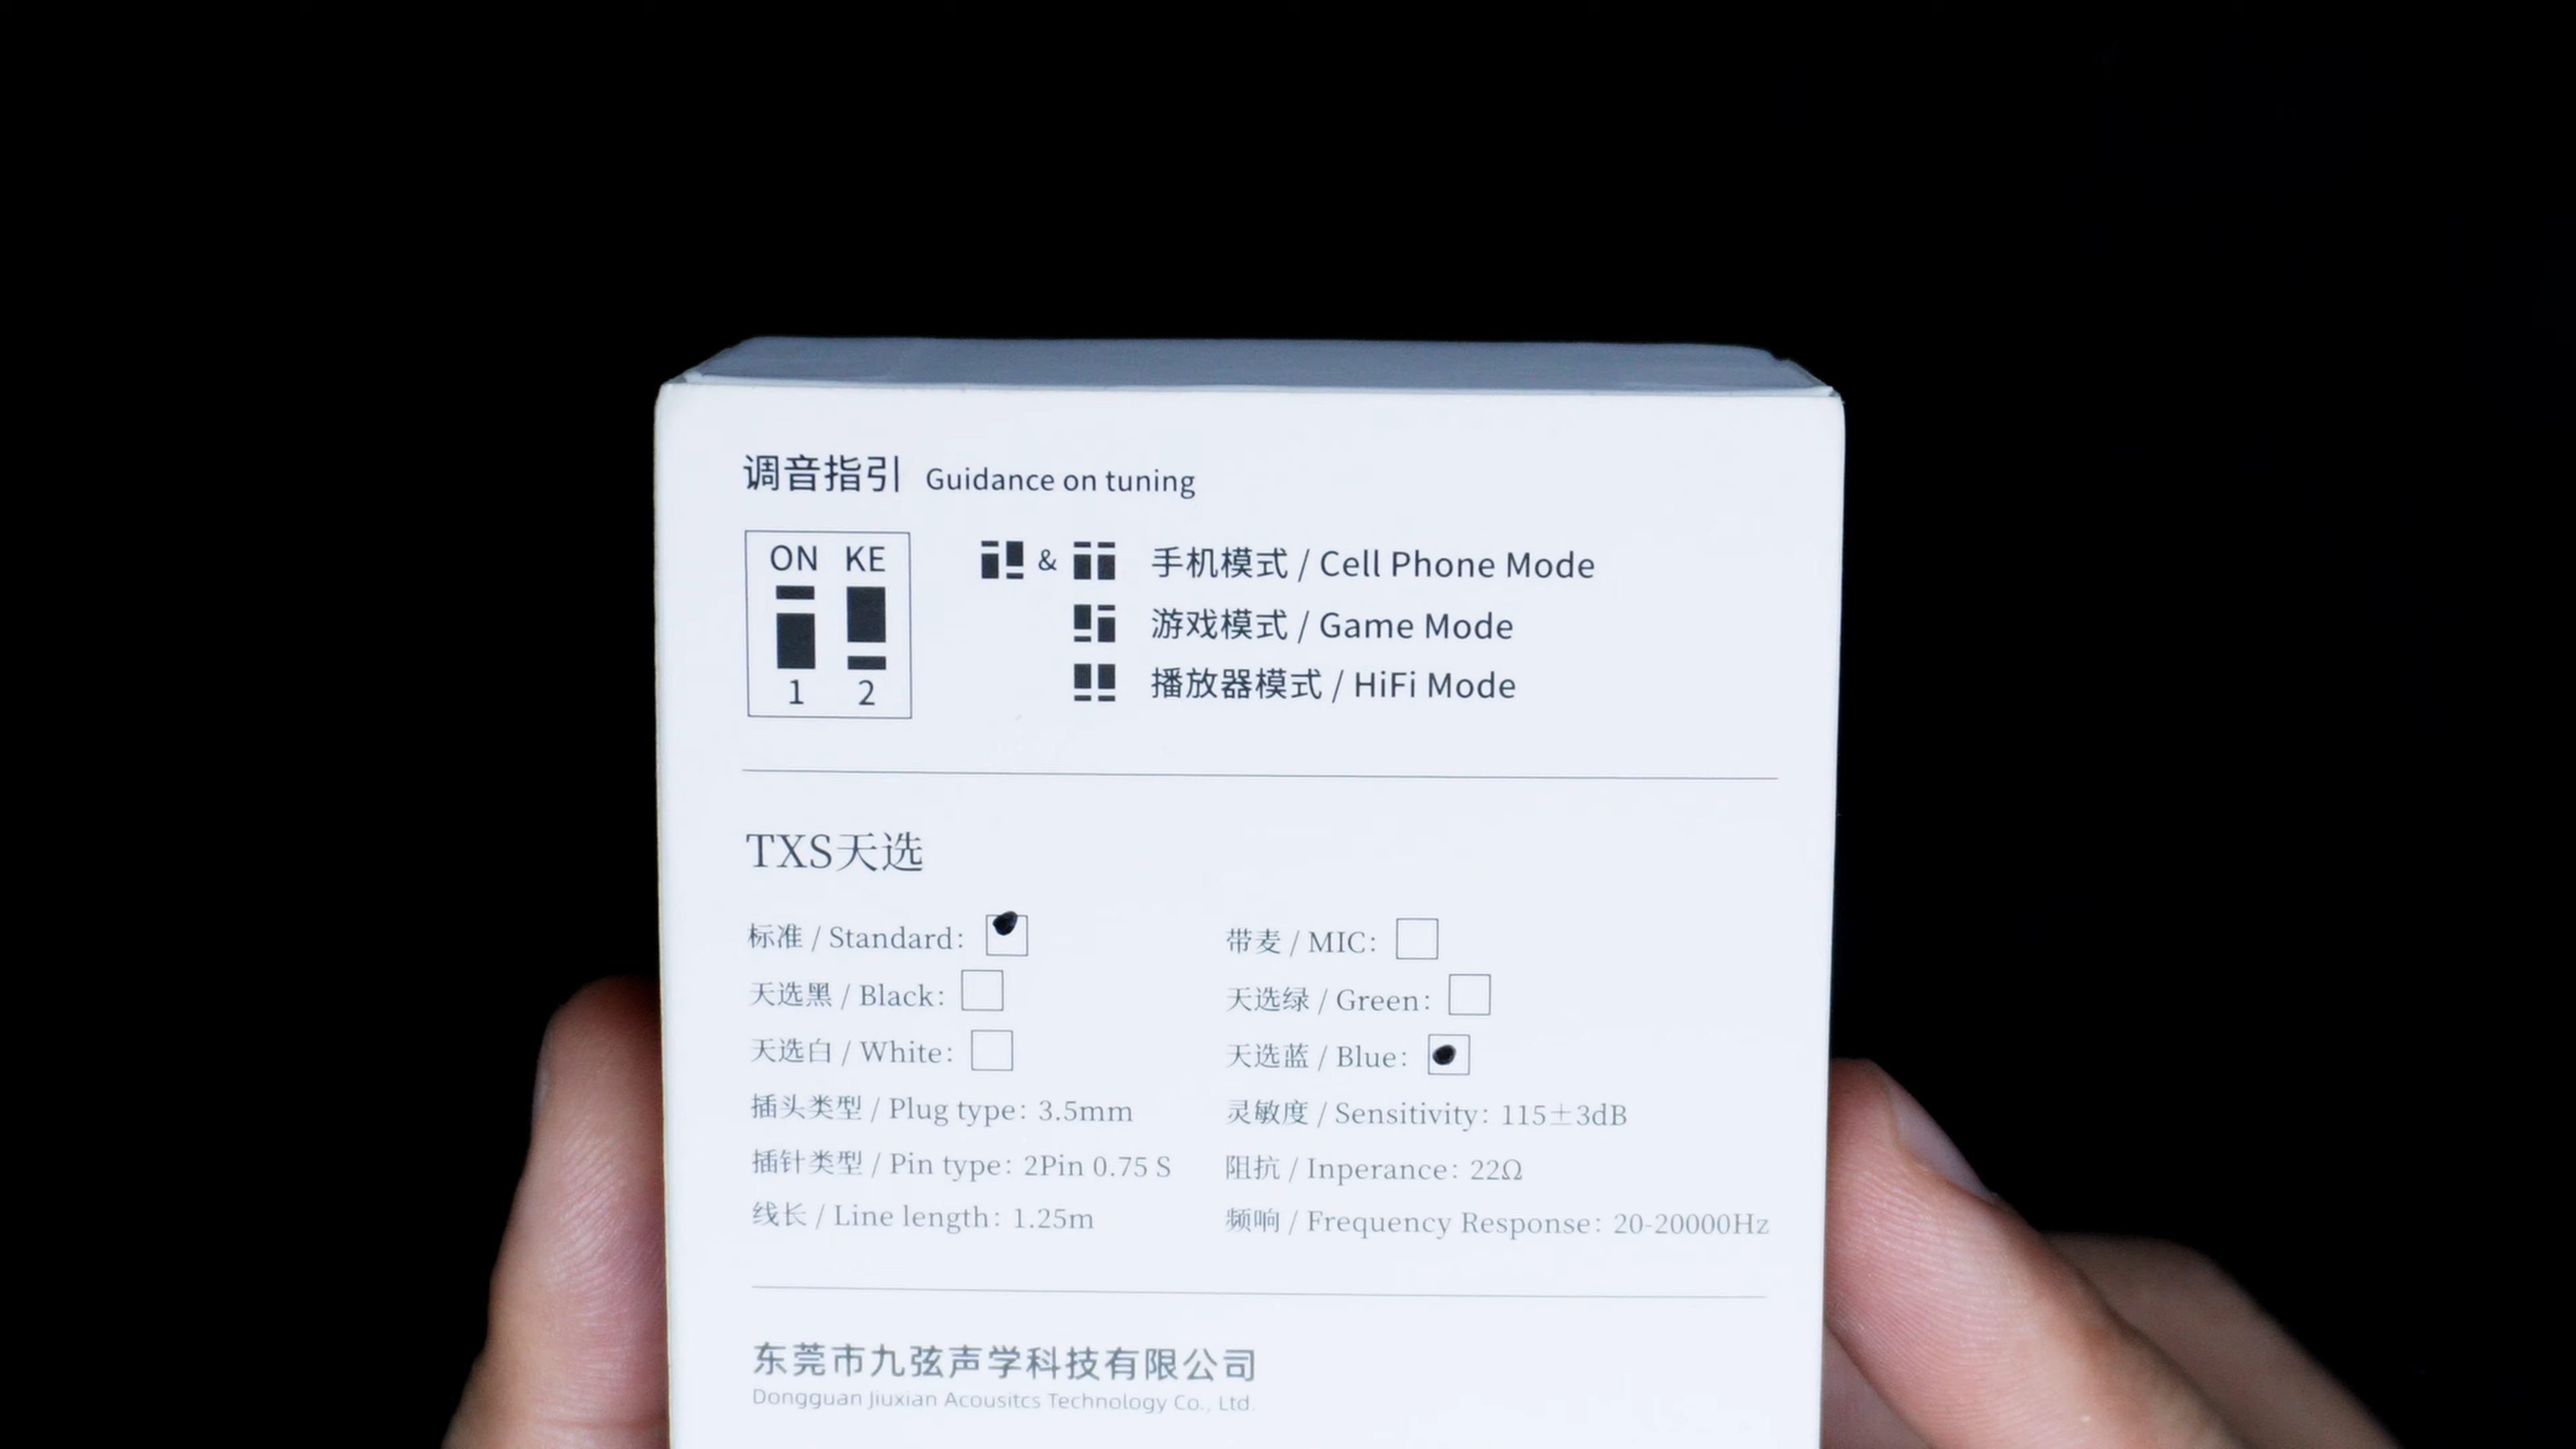 调音指引 Guidance on tuning
ON KE
1 2
& 手机模式 / Cell Phone Mode
游戏模式 / Game Mode
播放器模式 / HiFi Mode
TXS天选
标准 / Standard: 带麦 / MIC:
天选黑 / Black: 天选绿 / Green:
天选白 / White: 天选蓝 / Blue:
插头类型 / Plug type: 3.5mm 灵敏度 / Sensitivity: 115±3dB
插针类型 / Pin type: 2Pin 0.75 S 阻抗 / Inperance: 22Ω
线长 / Line length: 1.25m 频响 / Frequency Response: 20-20000Hz
东莞市九弦声学科技有限公司
Dongguan Jiuxian Acousitcs Technology Co., Ltd.